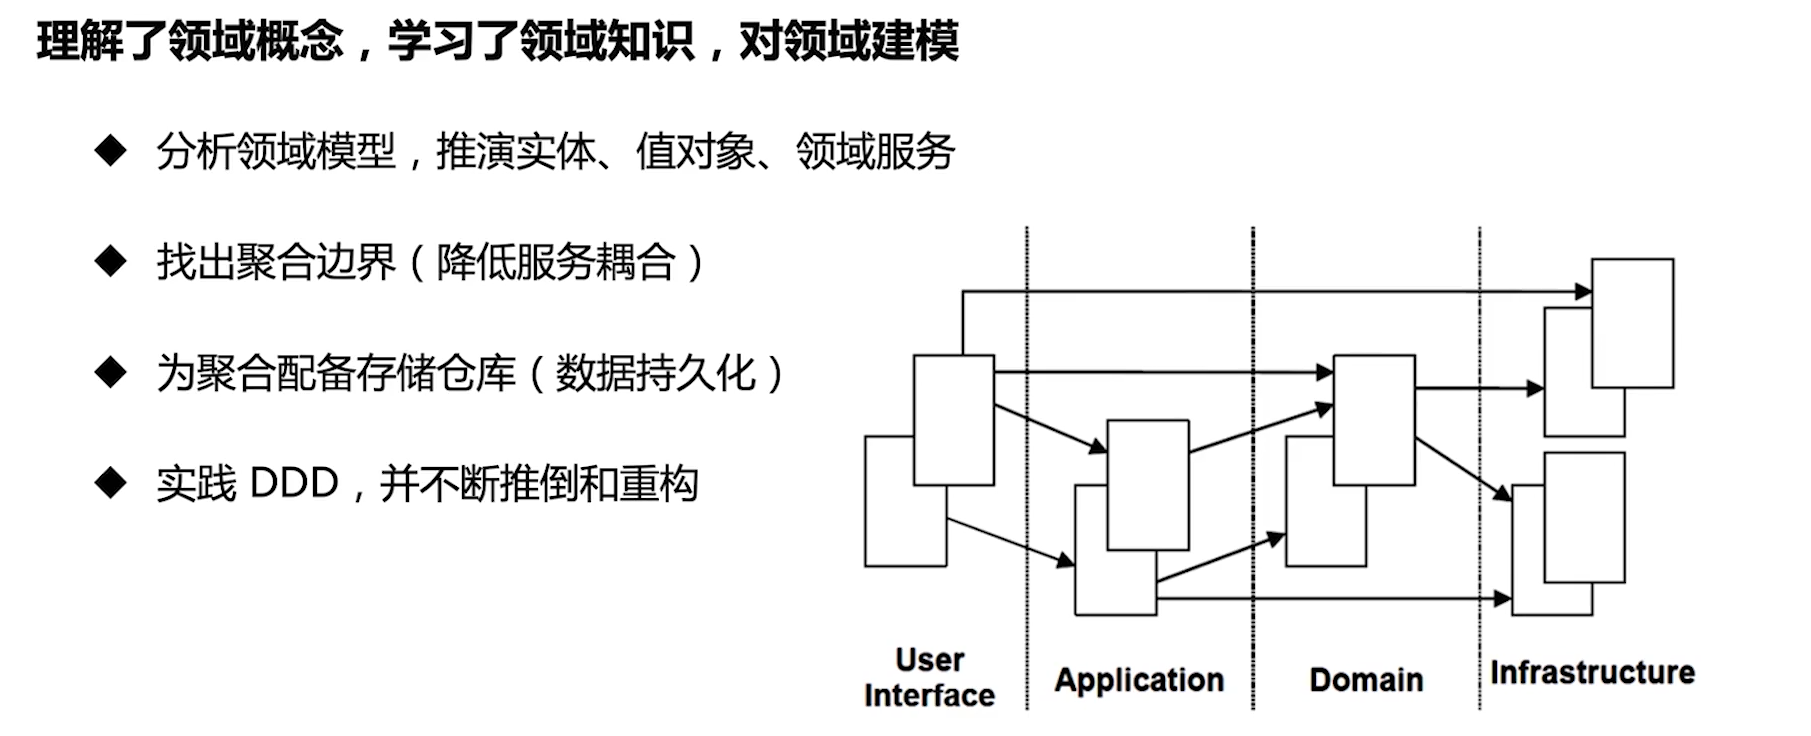 理解了领域概念，学习了领域知识，对领域建模
◆ 分析领域模型，推演实体、值对象、领域服务
◆ 找出聚合边界（降低服务耦合）
◆ 为聚合配备存储仓库（数据持久化）
◆ 实践 DDD，并不断推倒和重构
User
Interface
Application
Domain
Infrastructure